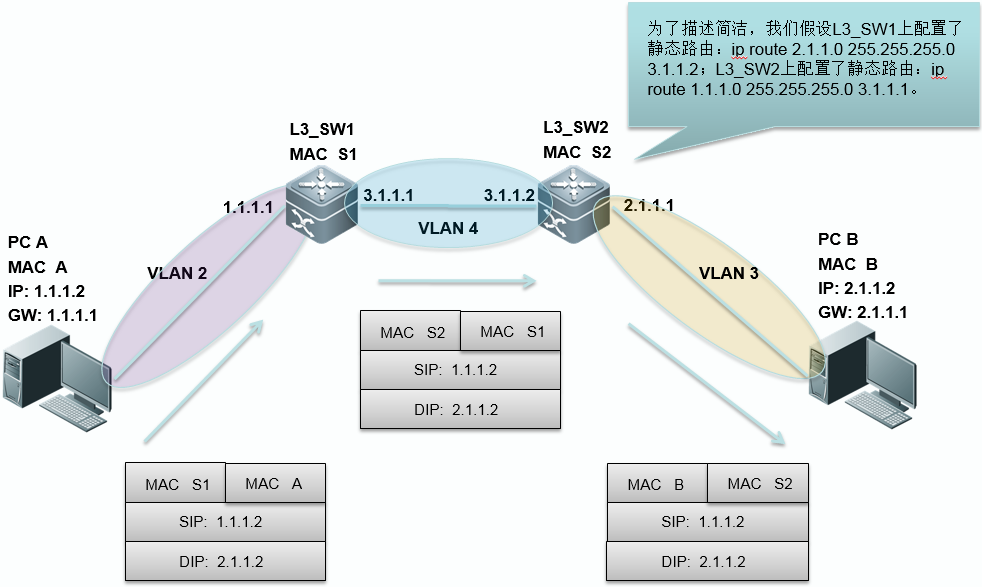 为了描述简洁，我们假设L3_SW1上配置了
静态路由：ip route 2.1.1.0 255.255.255.0
3.1.1.2；L3_SW2上配置了静态路由：ip
route 1.1.1.0 255.255.255.0 3.1.1.1。
L3_SW1
MAC S1
L3_SW2
MAC S2
1.1.1.1
3.1.1.1
3.1.1.2
2.1.1.1
VLAN 4
PC A
MAC A
IP: 1.1.1.2
GW: 1.1.1.1
VLAN 2
VLAN 3
PC B
MAC B
IP: 2.1.1.2
GW: 2.1.1.1
MAC S2 MAC S1
SIP: 1.1.1.2
DIP: 2.1.1.2
MAC S1 MAC A
SIP: 1.1.1.2
DIP: 2.1.1.2
MAC B MAC S2
SIP: 1.1.1.2
DIP: 2.1.1.2